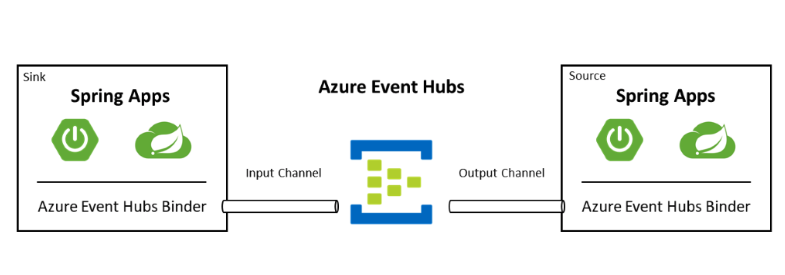 Sink
Spring Apps
Azure Event Hubs Binder
Azure Event Hubs
Input Channel
Output Channel
Source
Spring Apps
Azure Event Hubs Binder